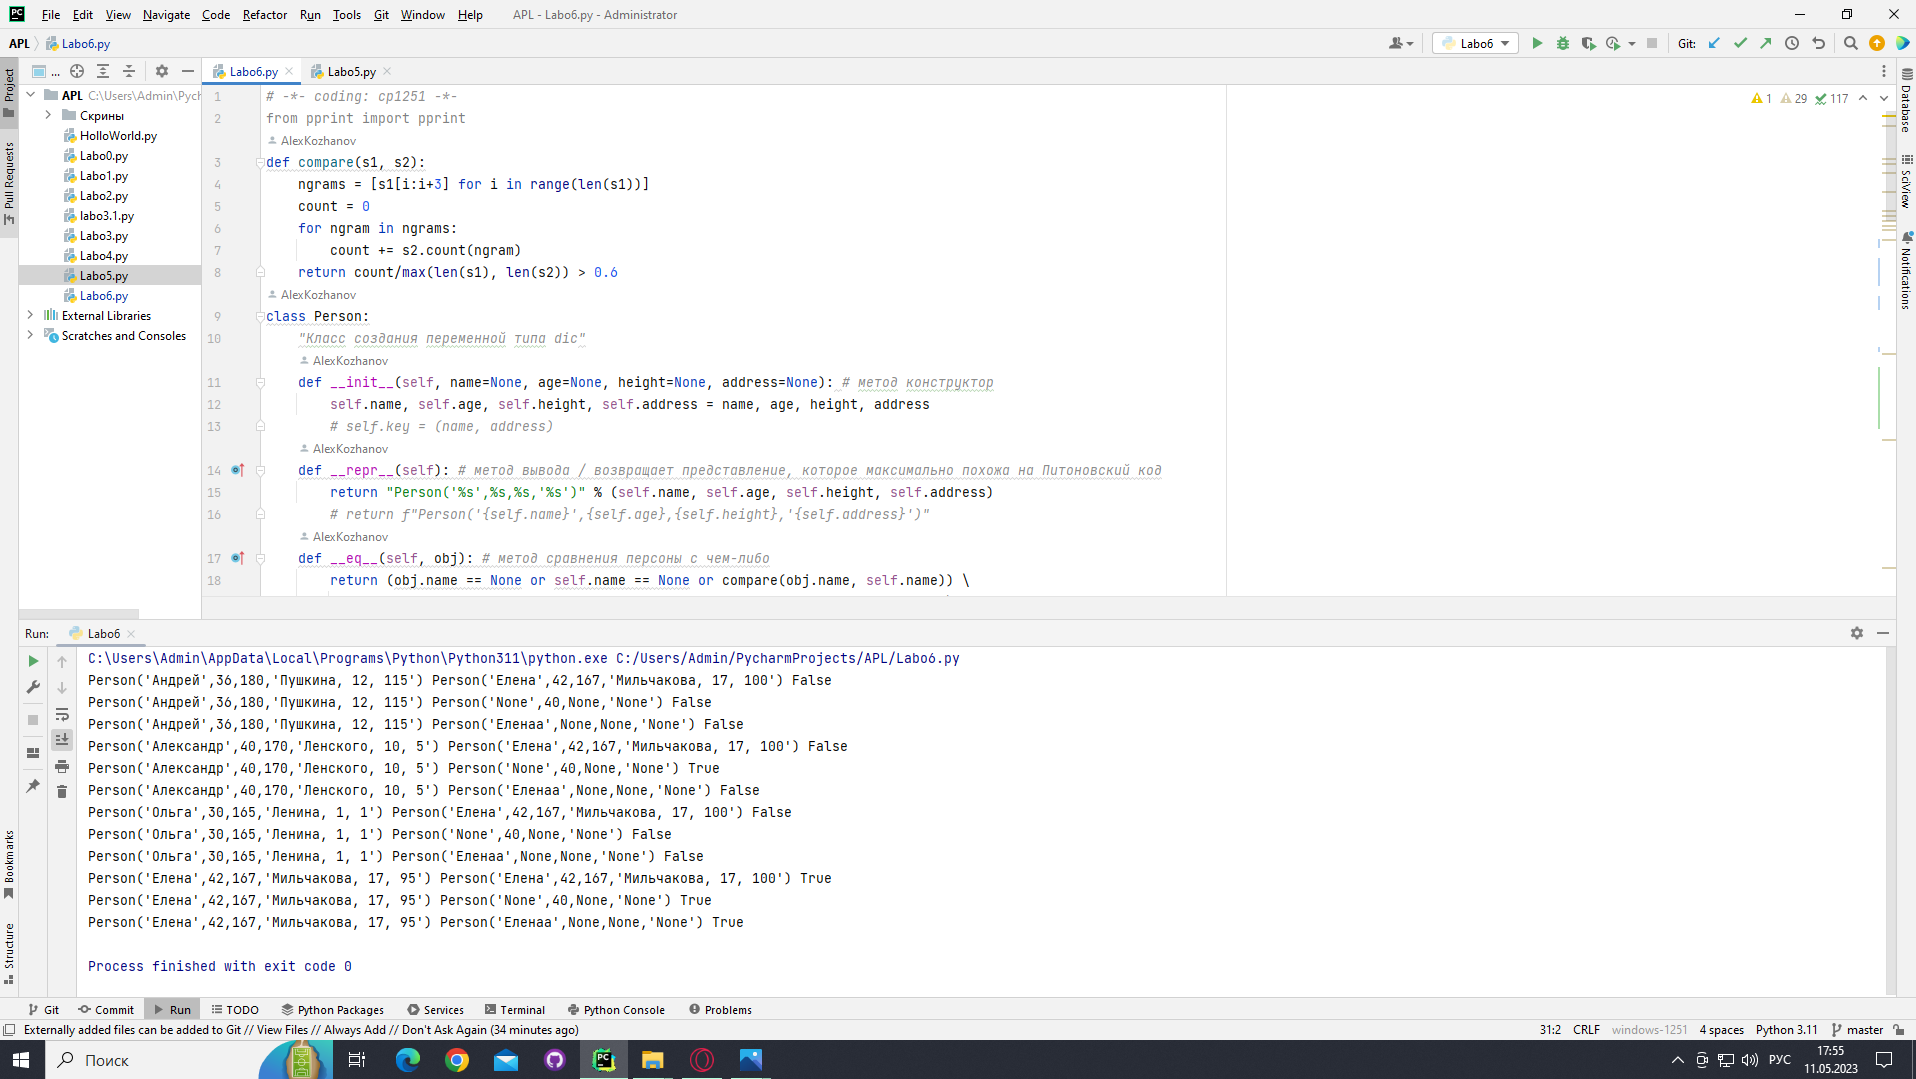 File Edit View Navigate Code Refactor Run Tools Git Window Help APL - Labo6.py - Administrator
APL Labo6.py Labo6 Git:
... Labo6.py Labo5.py
Project
Pull Requests
Bookmarks
Structure
APL C:\Users\Admin\Pych
Скрины
HolloWorld.py
Labo0.py
Labo1.py
Labo2.py
labo3.1.py
Labo3.py
Labo4.py
Labo5.py
Labo6.py
External Libraries
Scratches and Consoles
1 29 117
1 # -*- coding: cp1251 -*-
2 from pprint import pprint
AlexKozhanov
3 def compare(s1, s2):
4 ngrams = [s1[i:i+3] for i in range(len(s1))]
5 count = 0
6 for ngram in ngrams:
7 count += s2.count(ngram)
8 return count/max(len(s1), len(s2)) > 0.6
AlexKozhanov
9 class Person:
10 "Класс создания переменной типа dic"
AlexKozhanov
11 def __init__(self, name=None, age=None, height=None, address=None): # метод конструктор
12 self.name, self.age, self.height, self.address = name, age, height, address
13 # self.key = (name, address)
AlexKozhanov
14 def __repr__(self): # метод вывода / возвращает представление, которое максимально похожа на Питоновский код
15 return "Person('%s',%s,%s,'%s')" % (self.name, self.age, self.height, self.address)
16 # return f"Person('{self.name}',{self.age},{self.height},'{self.address}')"
AlexKozhanov
17 def __eq__(self, obj): # метод сравнения персоны с чем-либо
18 return (obj.name == None or self.name == None or compare(obj.name, self.name)) \
Database
SciView
Notifications
Run: Labo6
C:\Users\Admin\AppData\Local\Programs\Python\Python311\python.exe C:/Users/Admin/PycharmProjects/APL/Labo6.py
Person('Андрей',36,180,'Пушкина, 12, 115') Person('Елена',42,167,'Мильчакова, 17, 100') False
Person('Андрей',36,180,'Пушкина, 12, 115') Person('None',40,None,'None') False
Person('Андрей',36,180,'Пушкина, 12, 115') Person('Еленаа',None,None,'None') False
Person('Александр',40,170,'Ленского, 10, 5') Person('Елена',42,167,'Мильчакова, 17, 100') False
Person('Александр',40,170,'Ленского, 10, 5') Person('None',40,None,'None') True
Person('Александр',40,170,'Ленского, 10, 5') Person('Еленаа',None,None,'None') False
Person('Ольга',30,165,'Ленина, 1, 1') Person('Елена',42,167,'Мильчакова, 17, 100') False
Person('Ольга',30,165,'Ленина, 1, 1') Person('None',40,None,'None') False
Person('Ольга',30,165,'Ленина, 1, 1') Person('Еленаа',None,None,'None') False
Person('Елена',42,167,'Мильчакова, 17, 95') Person('Елена',42,167,'Мильчакова, 17, 100') True
Person('Елена',42,167,'Мильчакова, 17, 95') Person('None',40,None,'None') True
Person('Елена',42,167,'Мильчакова, 17, 95') Person('Еленаа',None,None,'None') True
Process finished with exit code 0
Git Commit Run TODO Python Packages Services Terminal Python Console Problems
Externally added files can be added to Git // View Files // Always Add // Don't Ask Again (34 minutes ago) 31:2 CRLF windows-1251 4 spaces Python 3.11 master
Поиск РУС 17:55
11.05.2023